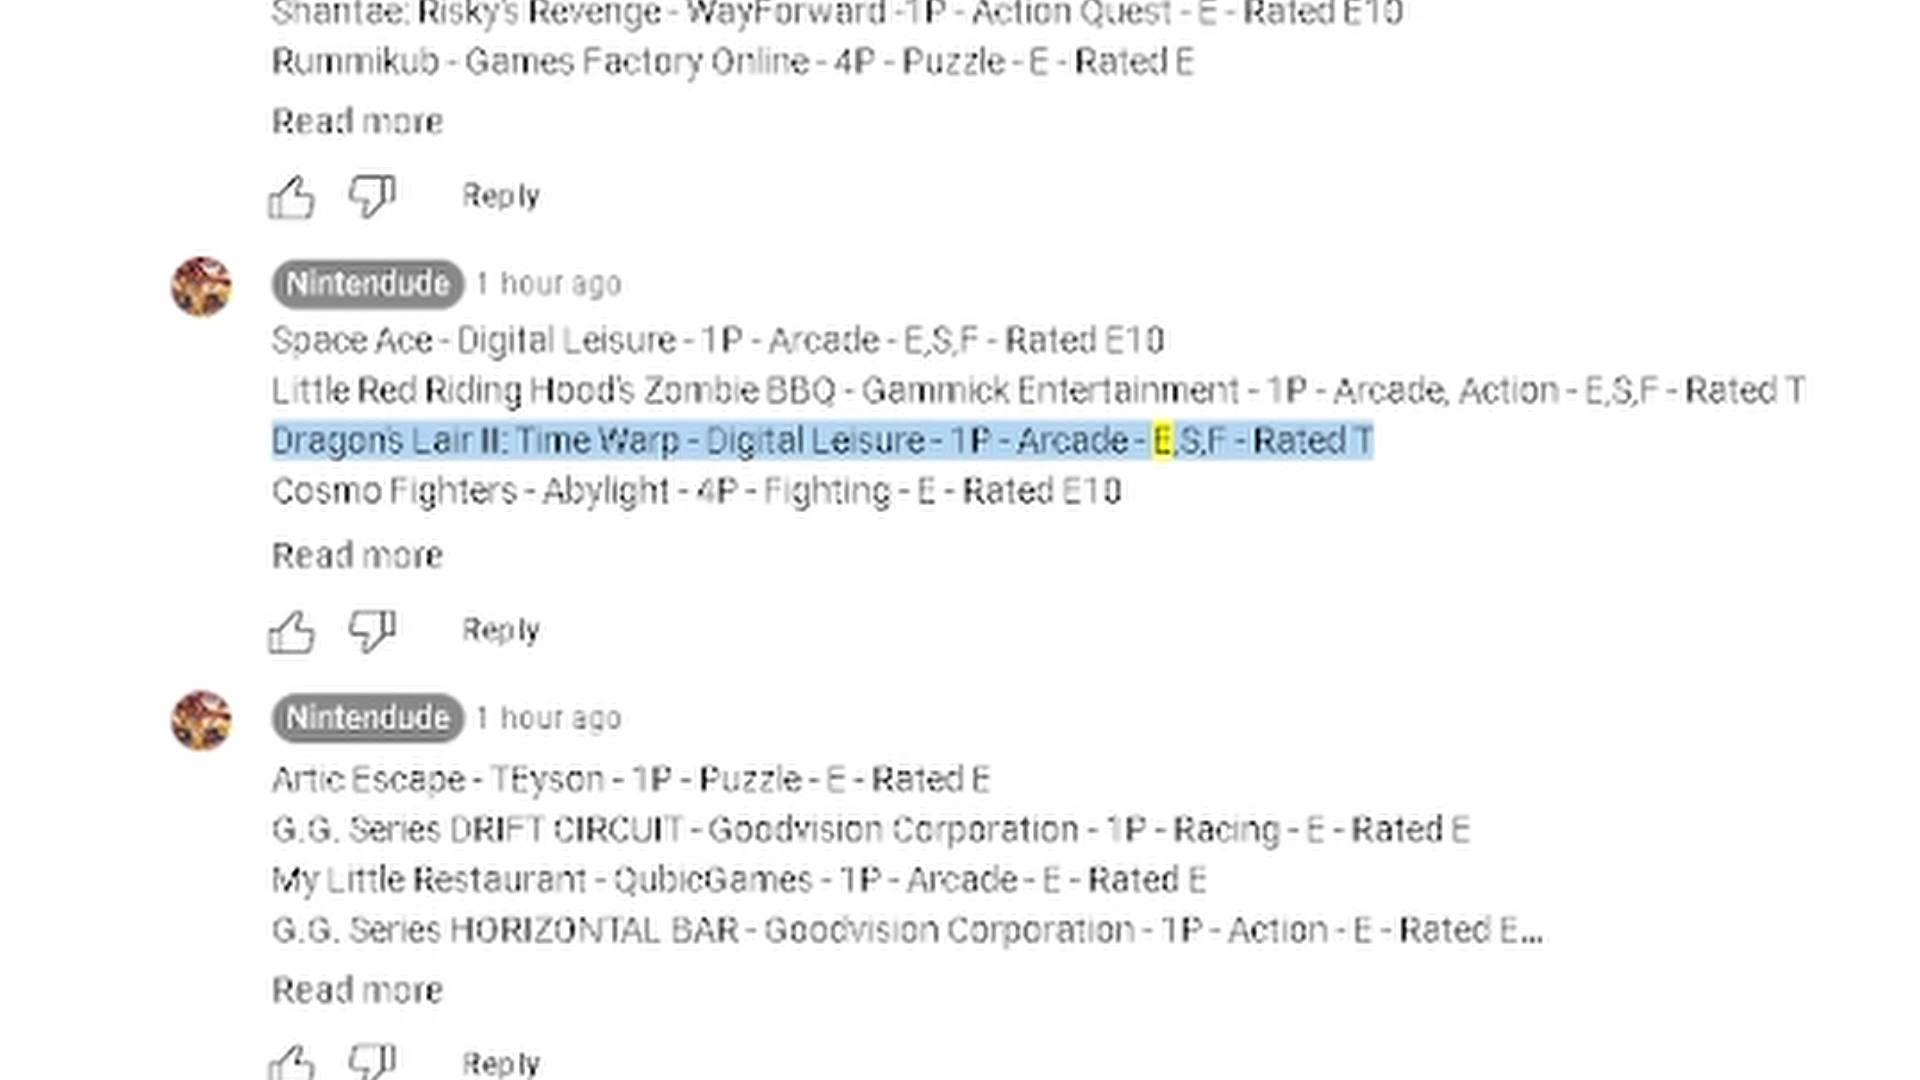 Shantae: Risky's Revenge - WayForward -1P - Action Quest - E - Rated E10
Rummikub - Games Factory Online - 4P - Puzzle - E - Rated E
Read more
Reply
Nintendude 1 hour ago
Space Ace - Digital Leisure - 1P - Arcade - E,S,F - Rated E10
Little Red Riding Hood's Zombie BBQ - Gammick Entertainment - 1P - Arcade, Action - E,S,F - Rated T
Dragon's Lair II: Time Warp - Digital Leisure - 1P - Arcade - E,S,F - Rated T
Cosmo Fighters - Abylight - 4P - Fighting - E - Rated E10
Read more
Reply
Nintendude 1 hour ago
Artic Escape - TEyson - 1P - Puzzle - E - Rated E
G.G. Series DRIFT CIRCUIT - Goodvision Corporation - 1P - Racing - E - Rated E
My Little Restaurant - QubicGames - 1P - Arcade - E - Rated E
G.G. Series HORIZONTAL BAR - Goodvision Corporation - 1P - Action - E - Rated E...
Read more
Reply